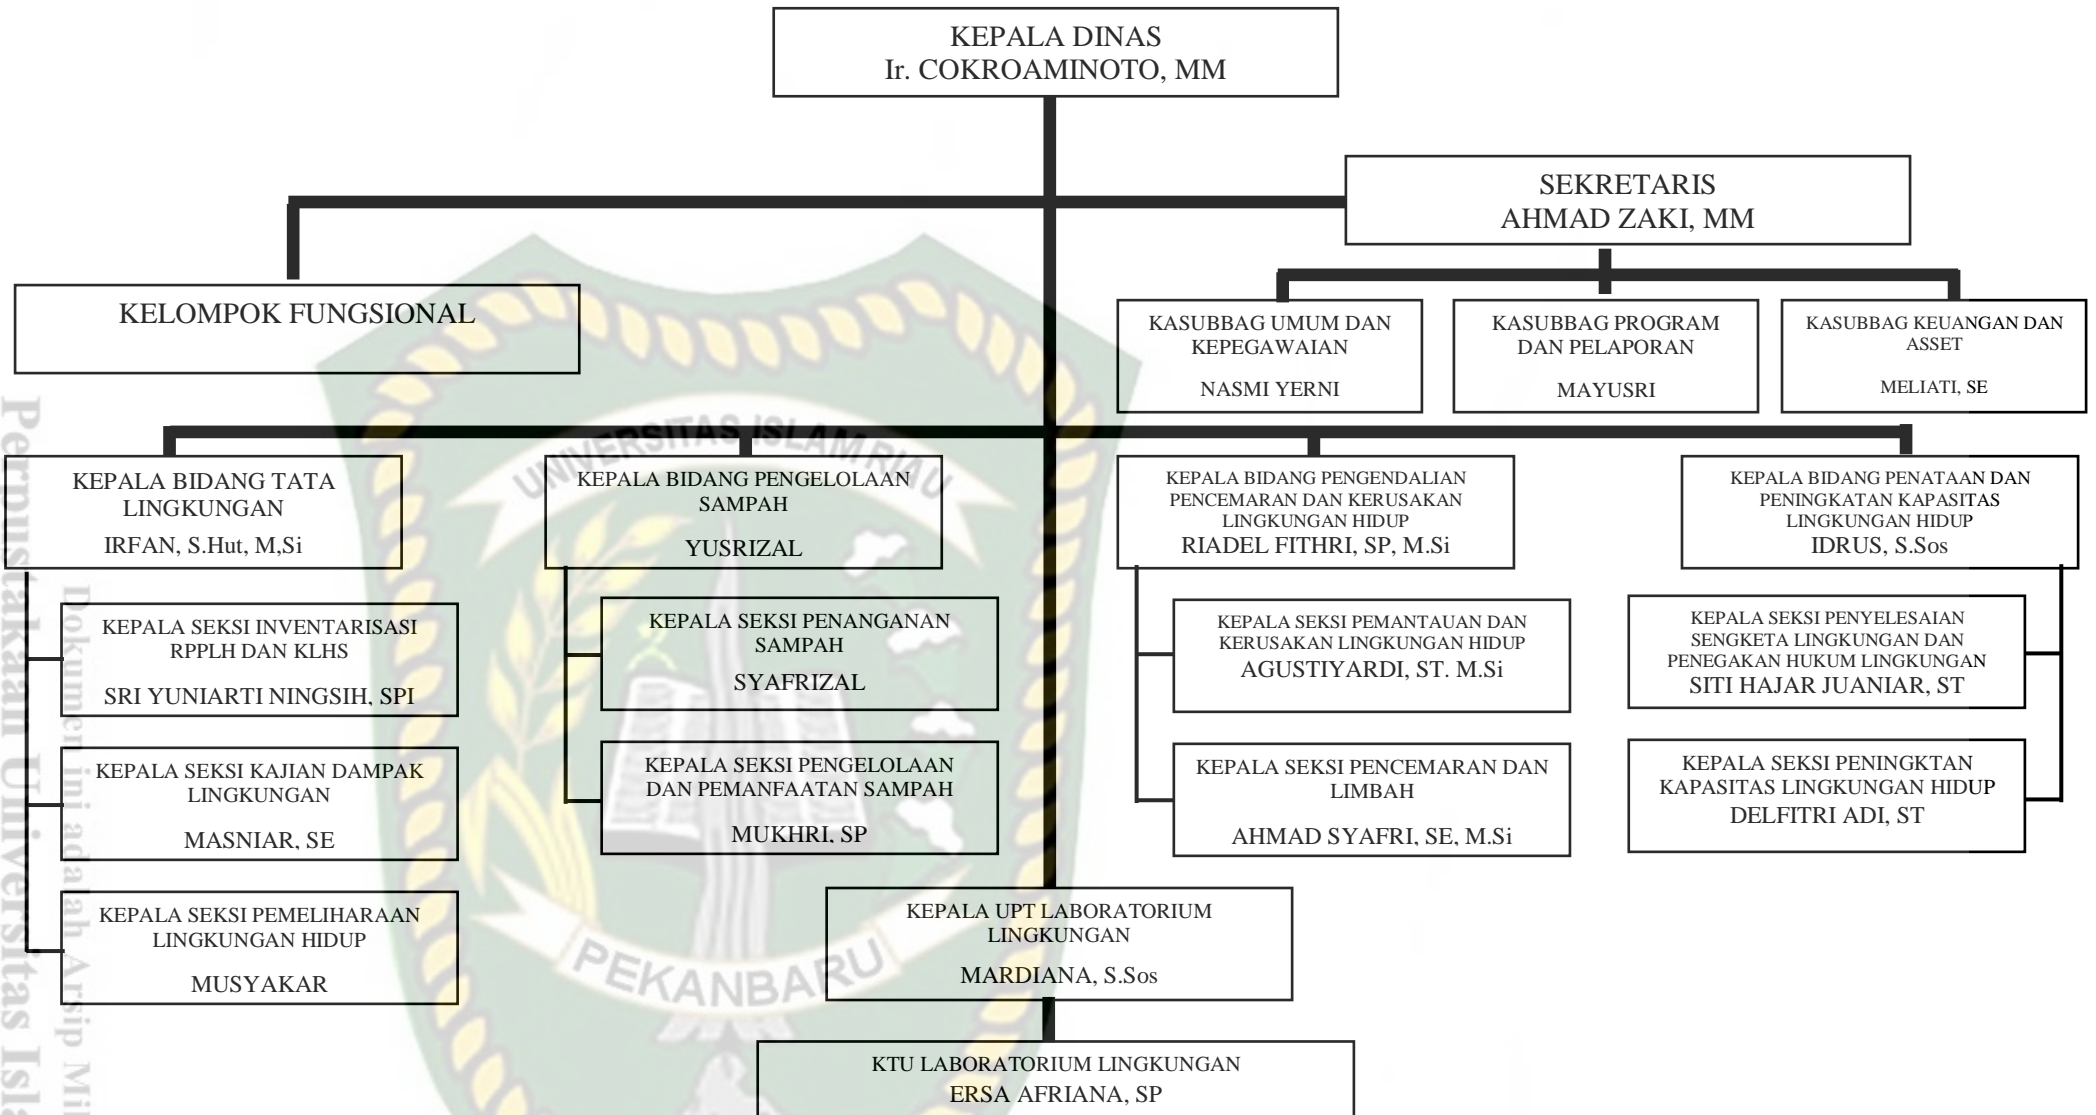 KEPALA DINAS
Ir. COKROAMINOTO, MM
SEKRETARIS
AHMAD ZAKI, MM
KELOMPOK FUNGSIONAL
KASUBBAG UMUM DAN
KEPEGAWAIAN
NASMI YERNI
KASUBBAG PROGRAM
DAN PELAPORAN
MAYUSRI
KASUBBAG KEUANGAN DAN
ASSET
MELIATI, SE
KEPALA BIDANG TATA
LINGKUNGAN
IRFAN, S.Hut, M,Si
KEPALA SEKSI INVENTARISASI
RPPLH DAN KLHS
SRI YUNIARTI NINGSIH, SPI
KEPALA SEKSI KAJIAN DAMPAK
LINGKUNGAN
MASNIAR, SE
KEPALA SEKSI PEMELIHARAAN
LINGKUNGAN HIDUP
MUSYAKAR
KEPALA BIDANG PENGELOLAAN
SAMPAH
YUSRIZAL
KEPALA SEKSI PENANGANAN
SAMPAH
SYAFRIZAL
KEPALA SEKSI PENGELOLAAN
DAN PEMANFAATAN SAMPAH
MUKHRI, SP
KEPALA BIDANG PENGENDALIAN
PENCEMARAN DAN KERUSAKAN
LINGKUNGAN HIDUP
RIADEL FITHRI, SP, M.Si
KEPALA SEKSI PEMANTAUAN DAN
KERUSAKAN LINGKUNGAN HIDUP
AGUSTIYARDI, ST. M.Si
KEPALA SEKSI PENCEMARAN DAN
LIMBAH
AHMAD SYAFRI, SE, M.Si
KEPALA BIDANG PENATAAN DAN
PENINGKATAN KAPASITAS
LINGKUNGAN HIDUP
IDRUS, S.Sos
KEPALA SEKSI PENYELESAIAN
SENGKETA LINGKUNGAN DAN
PENEGAKAN HUKUM LINGKUNGAN
SITI HAJAR JUANIAR, ST
KEPALA SEKSI PENINGKTAN
KAPASITAS LINGKUNGAN HIDUP
DELFITRI ADI, ST
KEPALA UPT LABORATORIUM
LINGKUNGAN
MARDIANA, S.Sos
KTU LABORATORIUM LINGKUNGAN
ERSA AFRIANA, SP
UNIVERSITAS ISLAM RIAU
PEKANBARU
Perpustakaan Universitas Isla
Dokumen ini adalah Arsip Mil